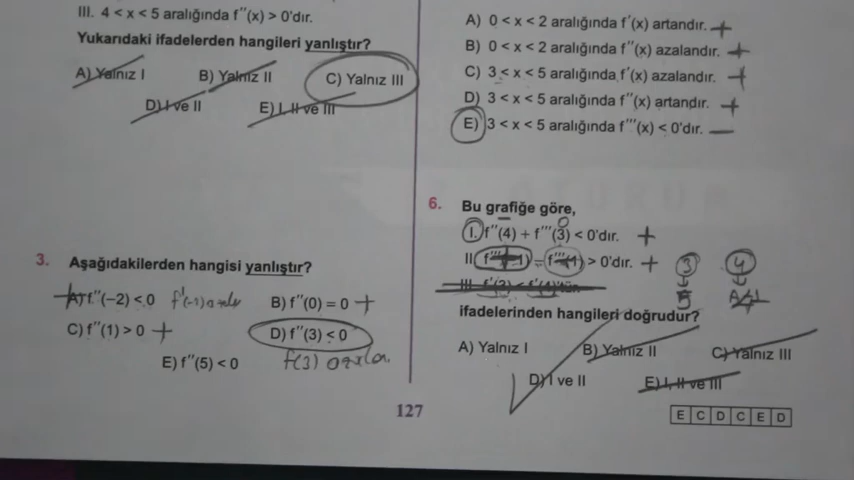 III. 4 < x < 5 aralığında f''(x) > 0'dır.
Yukarıdaki ifadelerden hangileri yanlıştır?
A) Yalnız I B) Yalnız II C) Yalnız III
D) I ve II E) I, II ve III
3. Aşağıdakilerden hangisi yanlıştır?
A) f''(-2) < 0 B) f''(0) = 0 +
C) f''(1) > 0 + D) f''(3) < 0
E) f''(5) < 0 f(3)
A) 0 < x < 2 aralığında f'(x) artandır. +
B) 0 < x < 2 aralığında f''(x) azalandır. +
C) 3 < x < 5 aralığında f'(x) azalandır. +
D) 3 < x < 5 aralığında f''(x) artandır. +
E) 3 < x < 5 aralığında f'''(x) < 0'dır. —
6. Bu grafiğe göre,
I. f''(4) + f'''(3) < 0'dır. +
> 0'dır. + 3 4
ifadelerinden hangileri doğrudur?
A) Yalnız I B) Yalnız II C) Yalnız III
D) I ve II E) I, II ve III
127
E C D C E D